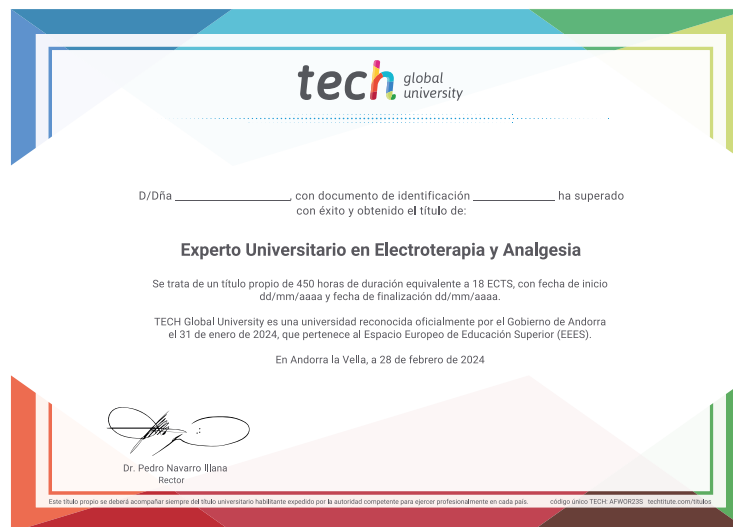 tech global
university
D/Dña ____________, con documento de identificación ____________ ha superado
con éxito y obtenido el título de:
Experto Universitario en Electroterapia y Analgesia
Se trata de un título propio de 450 horas de duración equivalente a 18 ECTS, con fecha de inicio
dd/mm/aaaa y fecha de finalización dd/mm/aaaa.
TECH Global University es una universidad reconocida oficialmente por el Gobierno de Andorra
el 31 de enero de 2024, que pertenece al Espacio Europeo de Educación Superior (EEES).
En Andorra la Vella, a 28 de febrero de 2024
Dr. Pedro Navarro Illana
Rector
Este título propio se deberá acompañar siempre del título universitario habilitante expedido por la autoridad competente para ejercer profesionalmente en cada país. código único TECH: AFWOR23S techtitute.com/titulos